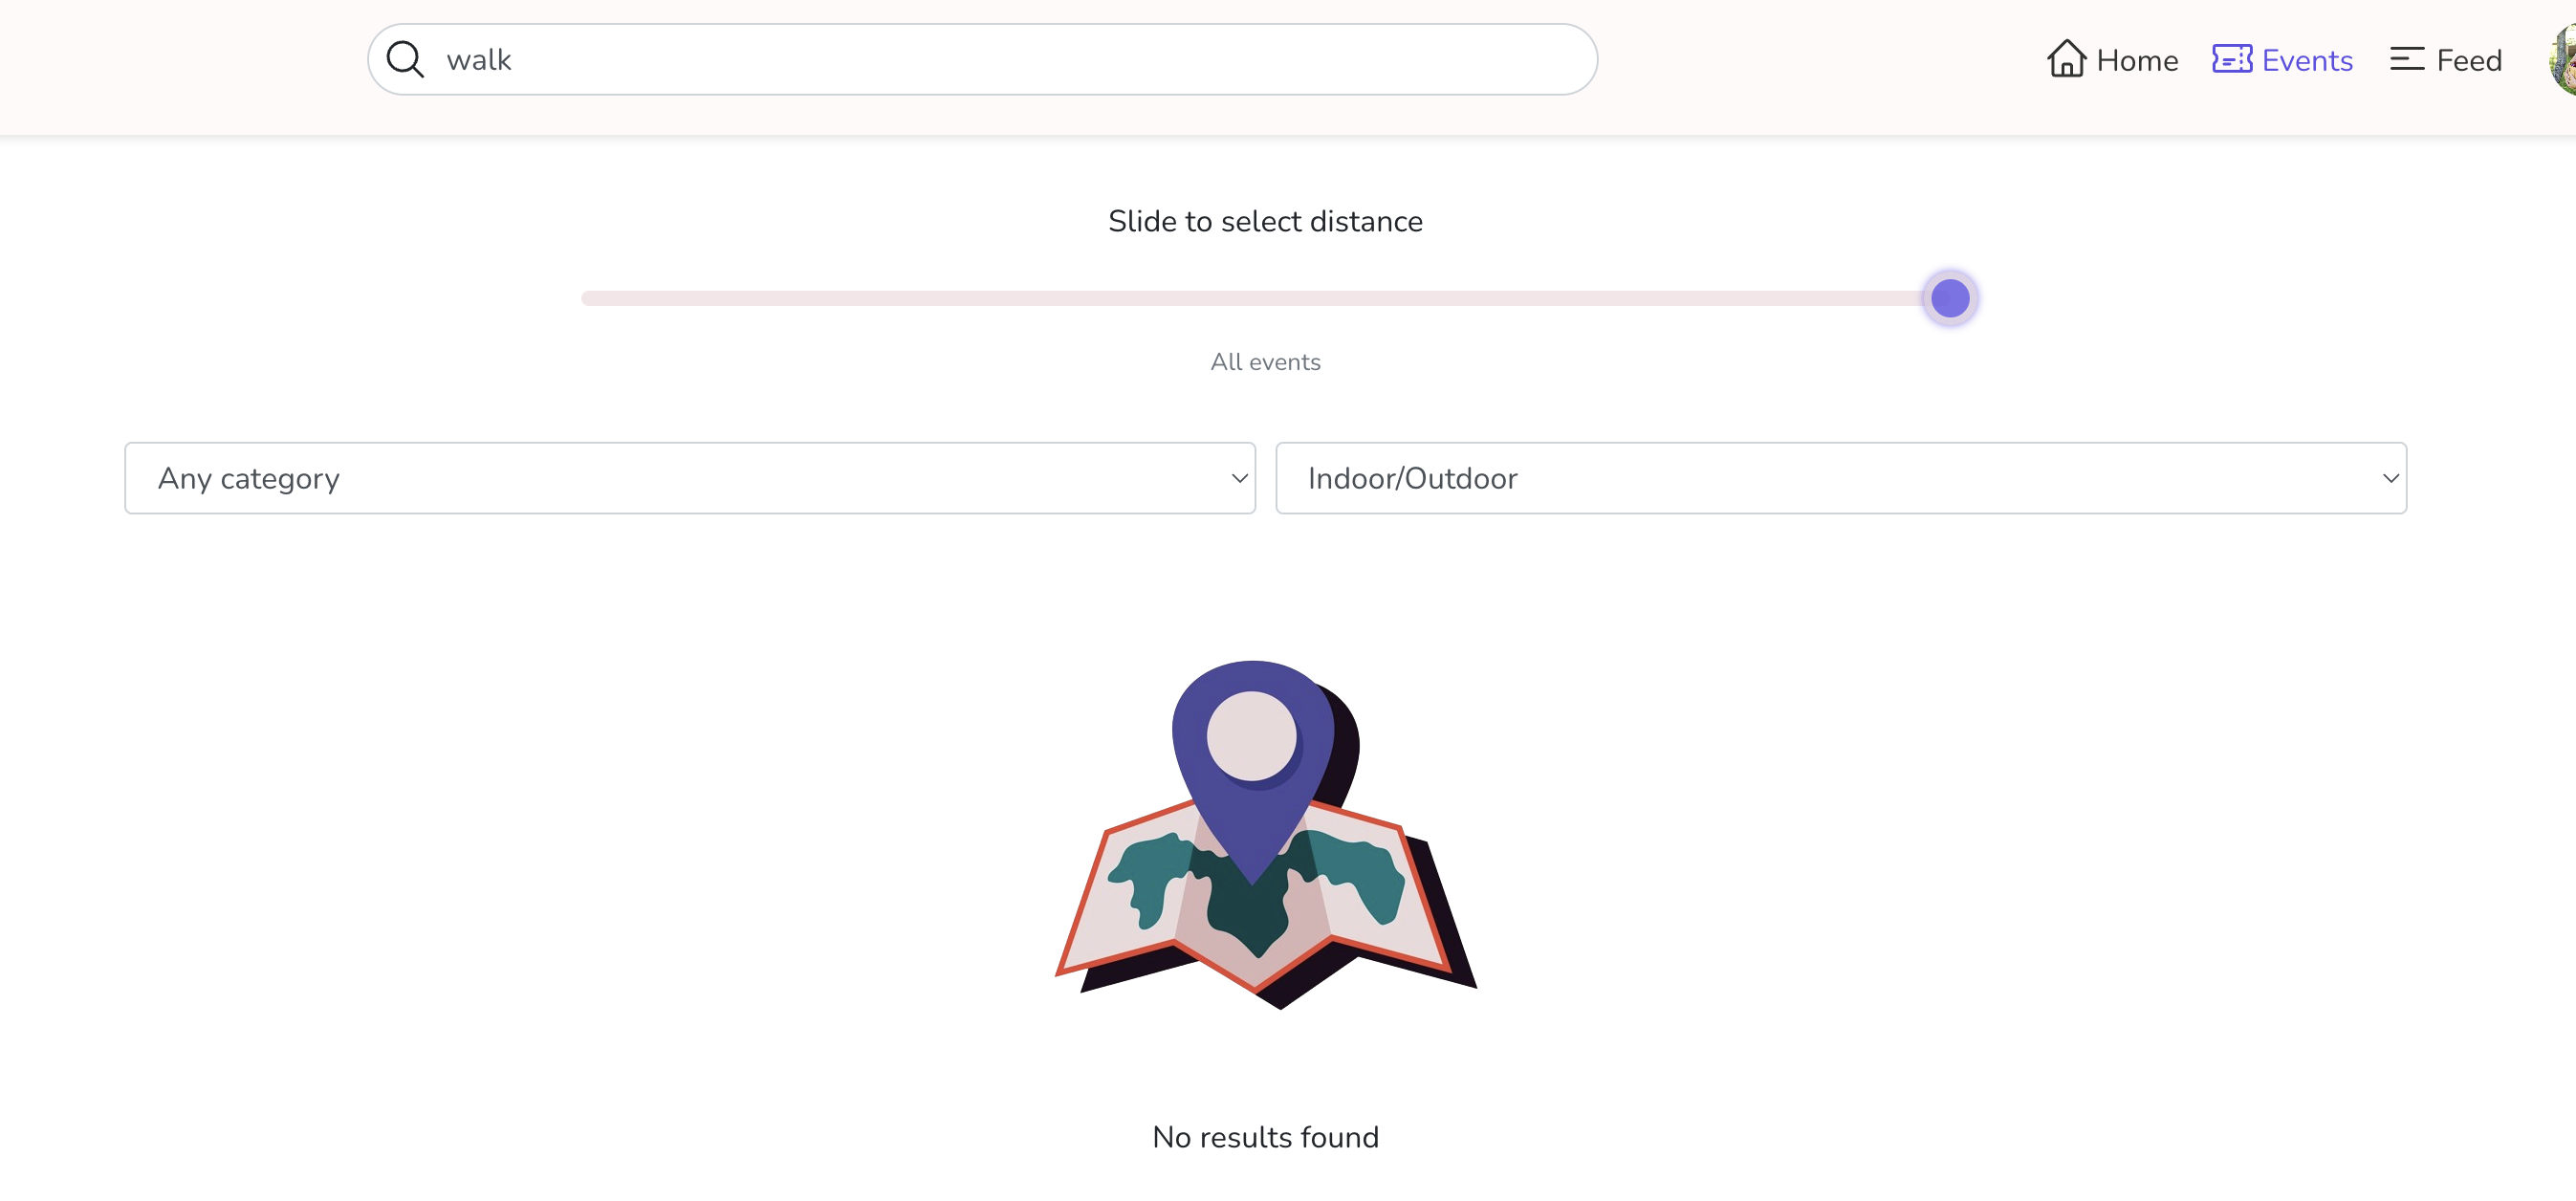 walk
Home
Events
Feed
Slide to select distance
All events
Any category
Indoor/Outdoor
No results found